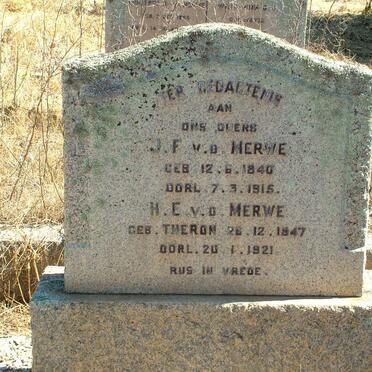 TER GEDAGTENIS
AAN
ONS OUERS
J.F. v.d. MERWE
GEB. 12.6.1840
OORL. 7.3.1915.
H.E. v.d. MERWE
GEB. THERON 26.12.1847
OORL. 20.1.1921
RUS IN VREDE.